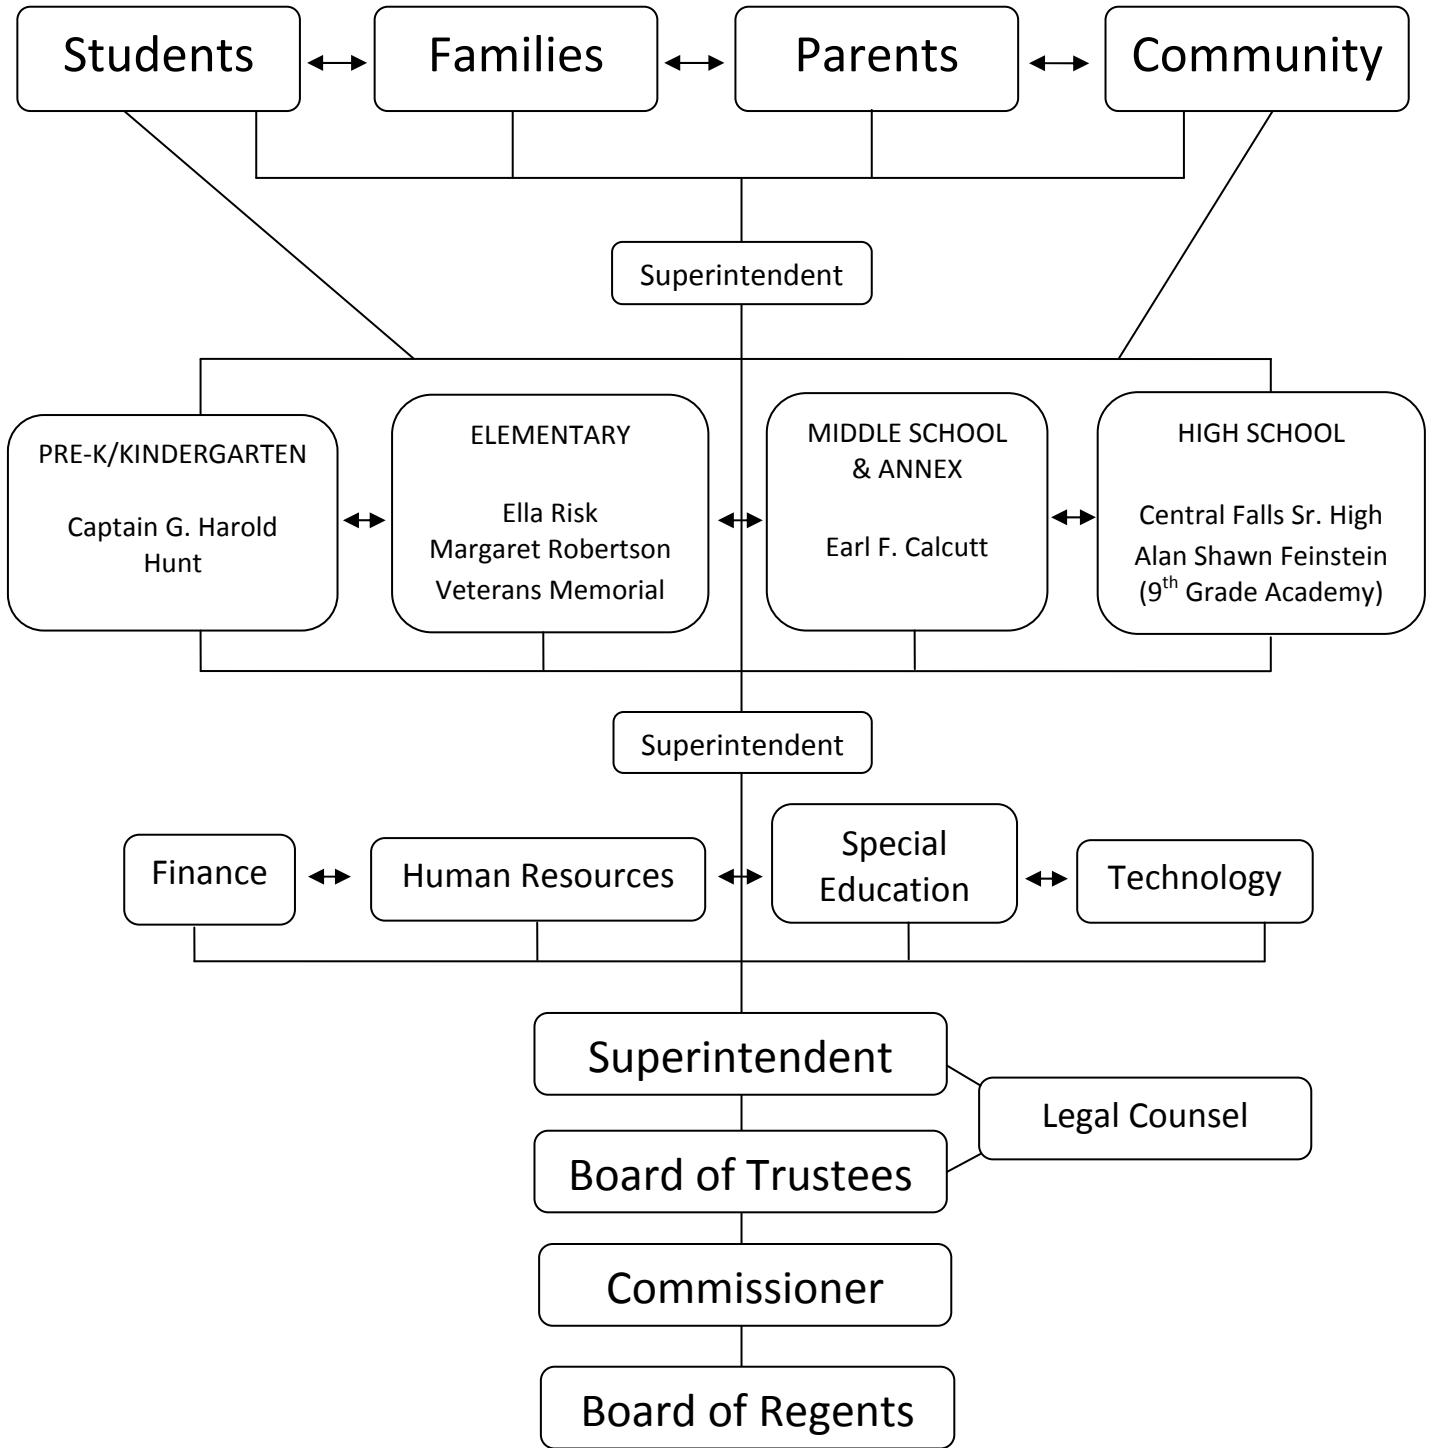 Students
Families
Parents
Community
Superintendent
PRE-K/KINDERGARTEN
Captain G. Harold
Hunt
ELEMENTARY
Ella Risk
Margaret Robertson
Veterans Memorial
MIDDLE SCHOOL
& ANNEX
Earl F. Calcutt
HIGH SCHOOL
Central Falls Sr. High
Alan Shawn Feinstein
(9th Grade Academy)
Superintendent
Finance
Human Resources
Special
Education
Technology
Superintendent
Legal Counsel
Board of Trustees
Commissioner
Board of Regents